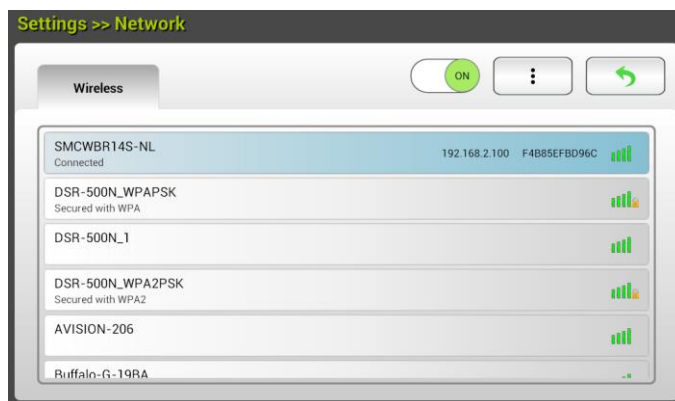 Settings >> Network
Wireless
ON
SMCWBR14S-NL
192.168.2.100 F4B85EFBD96C
Connected
DSR-500N_WPAPSK
Secured with WPA
DSR-500N_1
DSR-500N_WPA2PSK
Secured with WPA2
AVISION-206
Buffalo-G-19BA